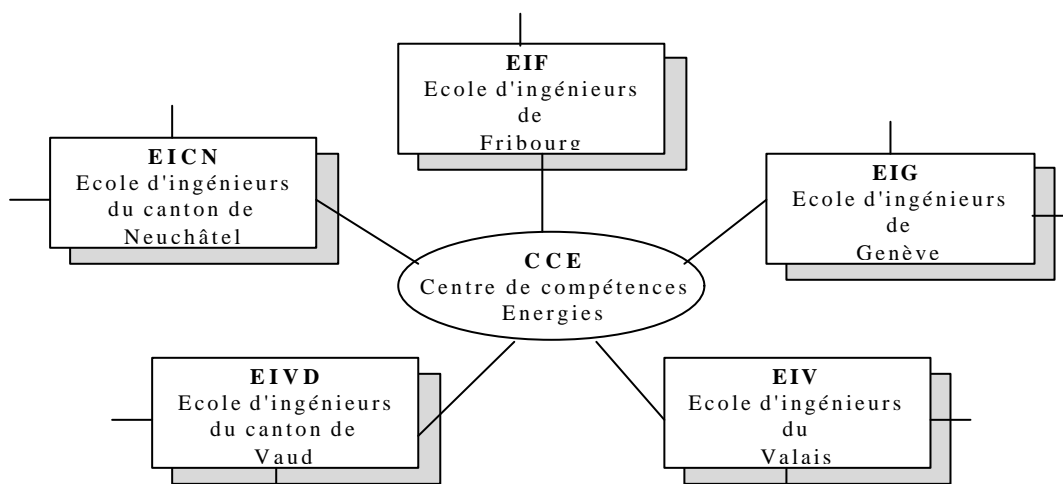 EIF
Ecole d'ingénieurs
de
Fribourg
EICN
Ecole d'ingénieurs
du canton de
Neuchâtel
EIG
Ecole d'ingénieurs
de
Genève
CCE
Centre de compétences
Energies
EIVD
Ecole d'ingénieurs
du canton de
Vaud
EIV
Ecole d'ingénieurs
du
Valais